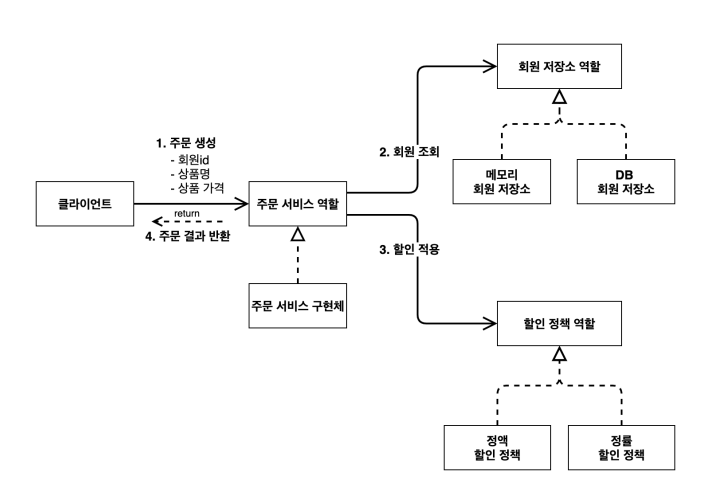 회원 저장소 역할
1. 주문 생성
- 회원id
- 상품명
- 상품 가격
2. 회원 조회
메모리
회원 저장소
DB
회원 저장소
클라이언트
return
4. 주문 결과 반환
주문 서비스 역할
3. 할인 적용
주문 서비스 구현체
할인 정책 역할
정액
할인 정책
정률
할인 정책